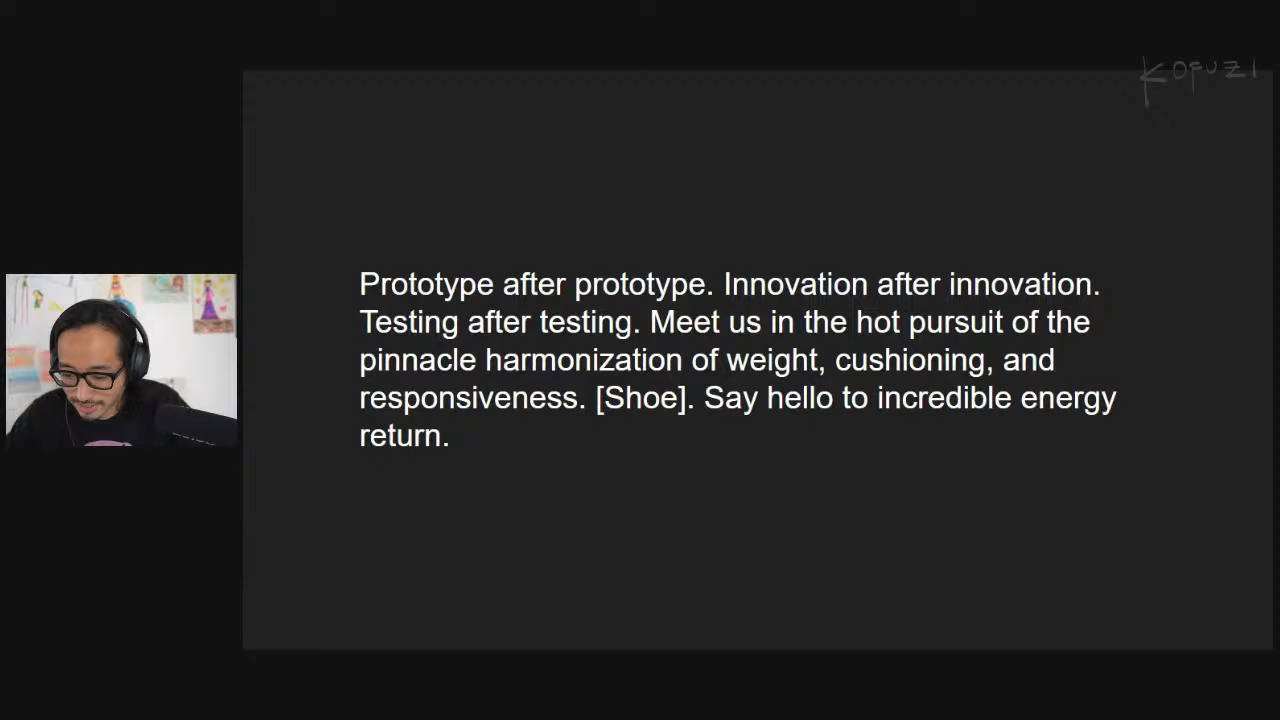 KOFUZI
Prototype after prototype. Innovation after innovation.
Testing after testing. Meet us in the hot pursuit of the
pinnacle harmonization of weight, cushioning, and
responsiveness. [Shoe]. Say hello to incredible energy
return.